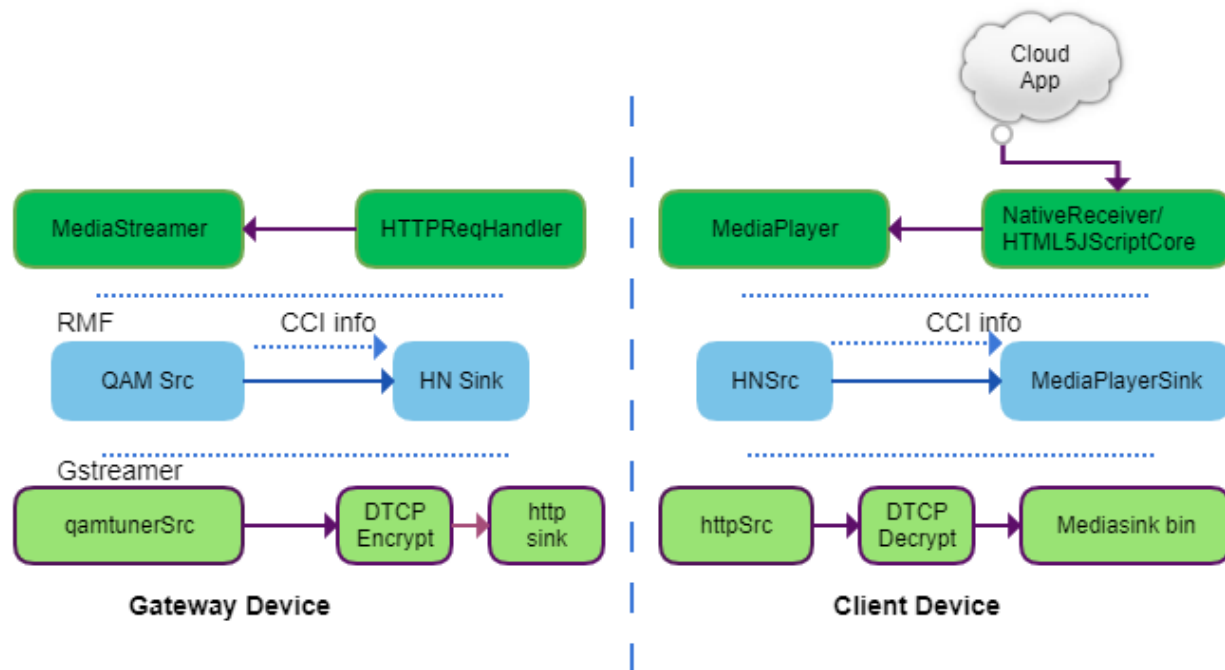 Cloud
App
MediaStreamer
HTTPReqHandler
MediaPlayer
NativeReceiver/
HTML5JScriptCore
RMF
CCI info
CCI info
QAM Src
HN Sink
HNSrc
MediaPlayerSink
Gstreamer
qamtunerSrc
DTCP
Encrypt
http
sink
httpSrc
DTCP
Decrypt
Mediasink bin
Gateway Device
Client Device